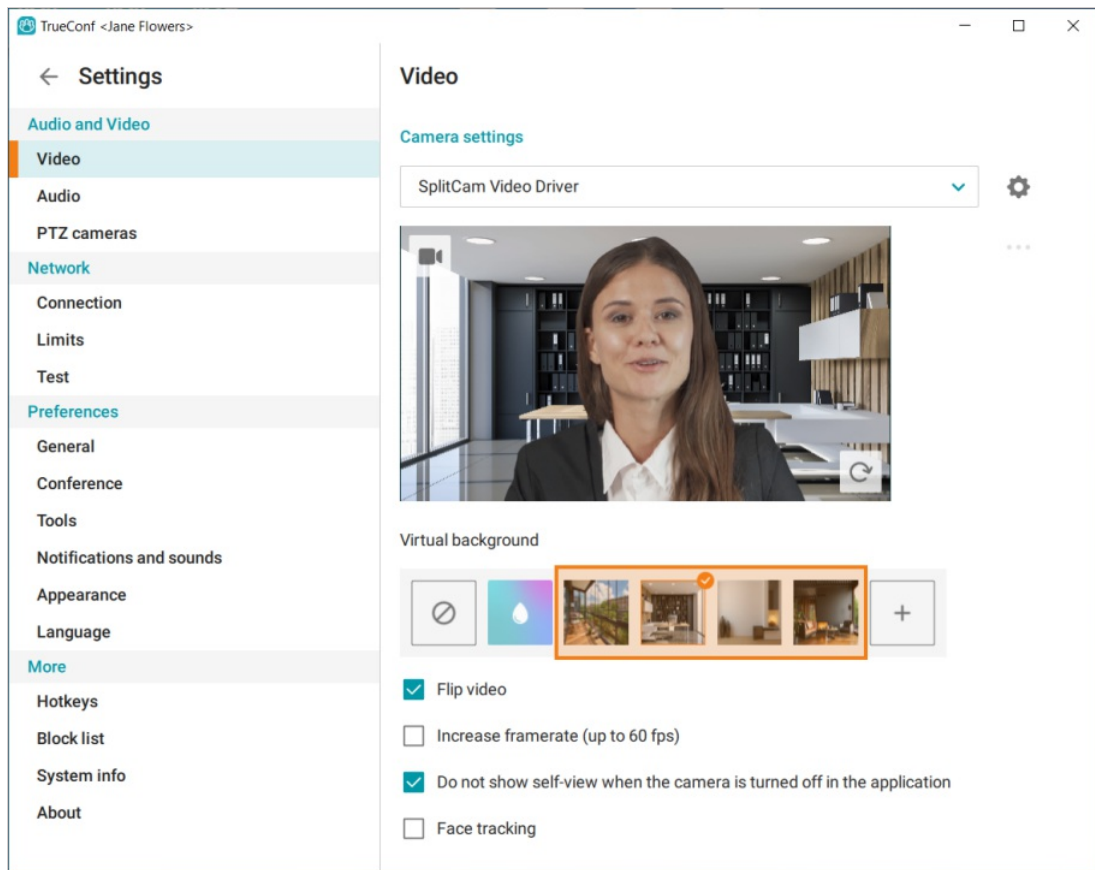 TrueConf <Jane Flowers>
Settings
Audio and Video
Video
Audio
PTZ cameras
Network
Connection
Limits
Test
Preferences
General
Conference
Tools
Notifications and sounds
Appearance
Language
More
Hotkeys
Block list
System info
About
Video
Camera settings
SplitCam Video Driver
Virtual background
Flip video
Increase framerate (up to 60 fps)
Do not show self-view when the camera is turned off in the application
Face tracking